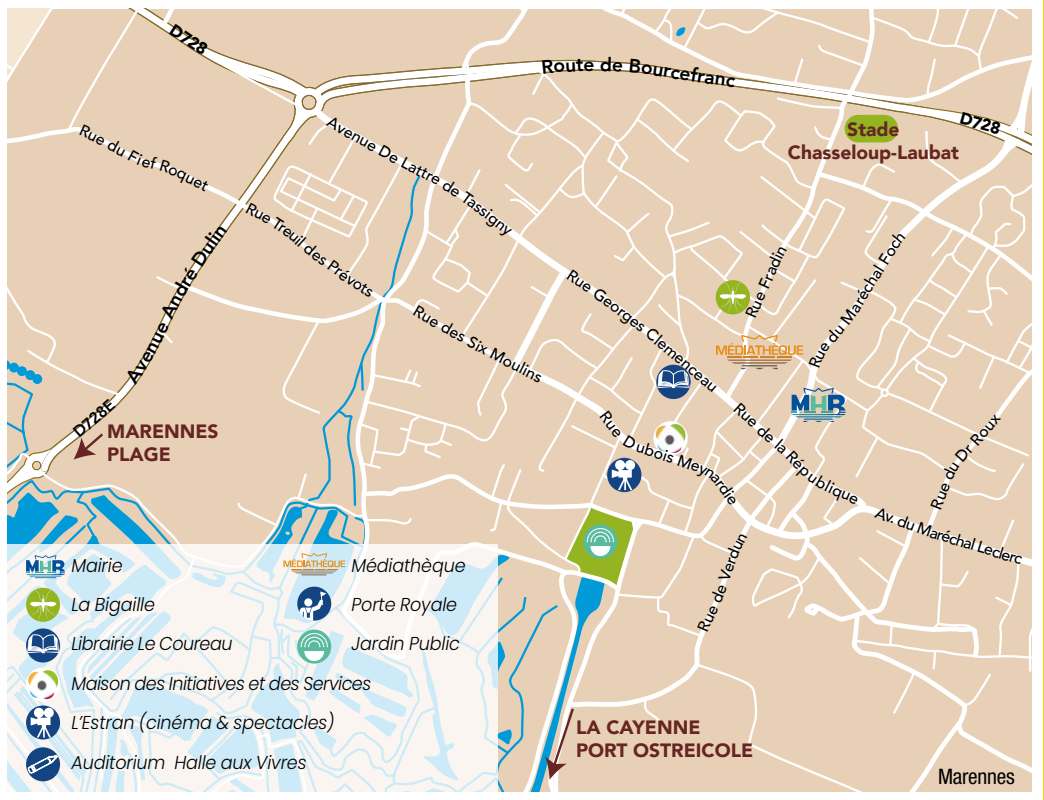 D728
Route de Bourcefranc
D728
Stade
Chasseloup-Laubat
Avenue De Lattre de Tassigny
Rue du Fief Roquet
Rue Treuil des Prévots
Avenue André Dulin
Rue des Six Moulins
Rue Georges Clemenceau
Rue Fradin
Rue du Maréchal Foch
MÉDIATHÈQUE
MHB
D728E
MARENNES
PLAGE
Rue Dubois Meynardie
Rue de la République
Rue du Dr Roux
Av. du Maréchal Leclerc
Rue de Verdun
MHB Mairie
MÉDIATHÈQUE Médiathèque
La Bigaille
Porte Royale
Librairie Le Coureau
Jardin Public
Maison des Initiatives et des Services
L'Estran (cinéma & spectacles)
Auditorium Halle aux Vivres
LA CAYENNE
PORT OSTREICOLE
Marennes